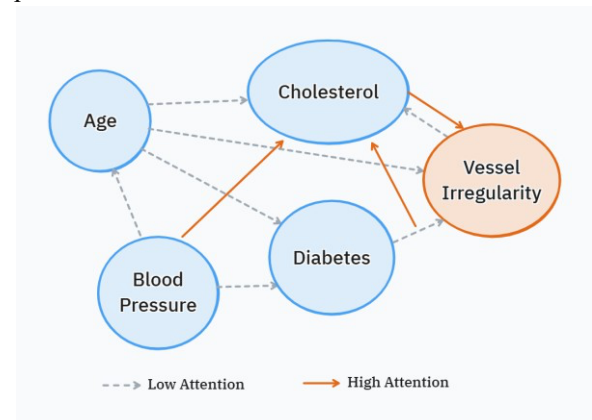 Cholesterol
Age
Vessel
Irregularity
Diabetes
Blood
Pressure
Low Attention
High Attention